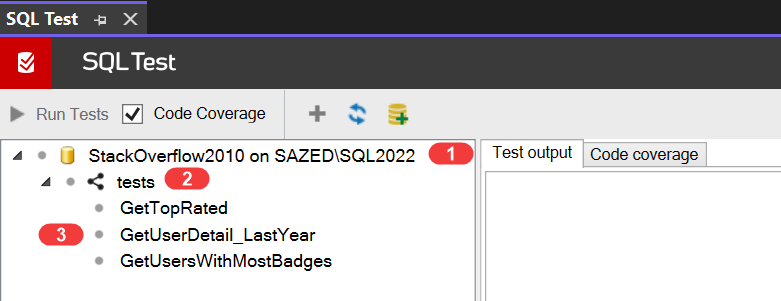 SQL Test
SQL Test
Run Tests Code Coverage
StackOverflow2010 on SAZED\SQL2022 1
tests 2
GetTopRated
3 GetUserDetail_LastYear
GetUsersWithMostBadges
Test output Code coverage